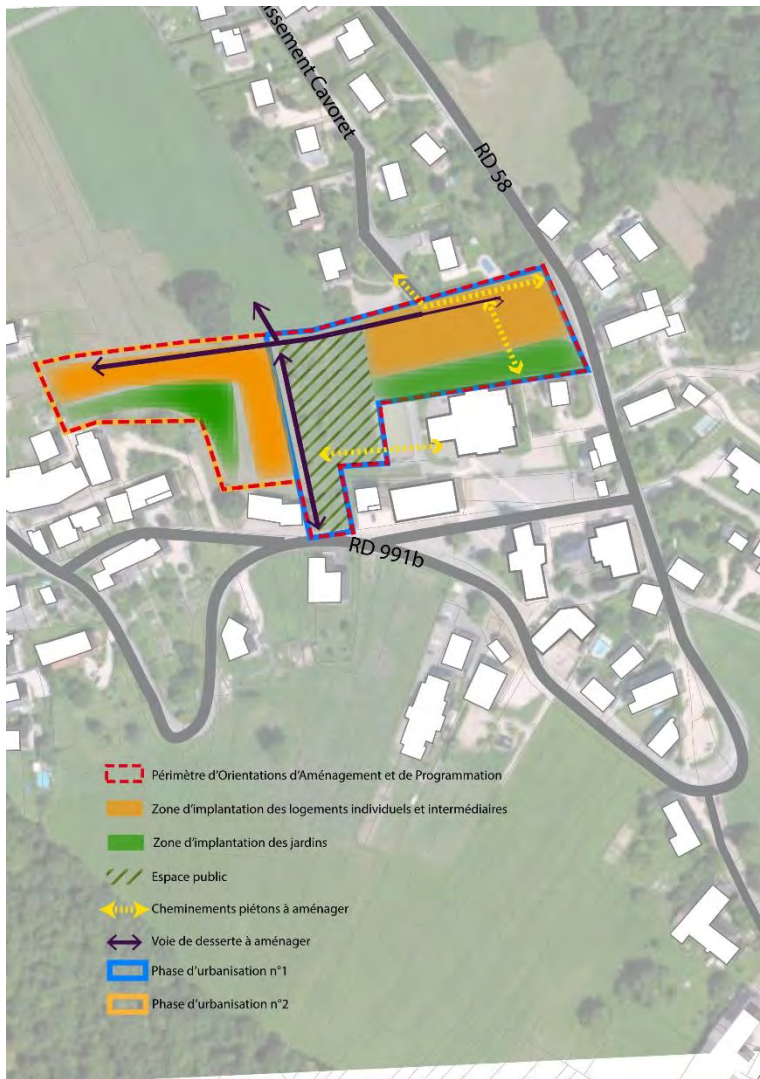 issement Cavoret
RD 58
RD 991b
Périmètre d'Orientations d'Aménagement et de Programmation
Zone d'implantation des logements individuels et intermédiaires
Zone d'implantation des jardins
Espace public
Cheminements piétons à aménager
Voie de desserte à aménager
Phase d'urbanisation n°1
Phase d'urbanisation n°2